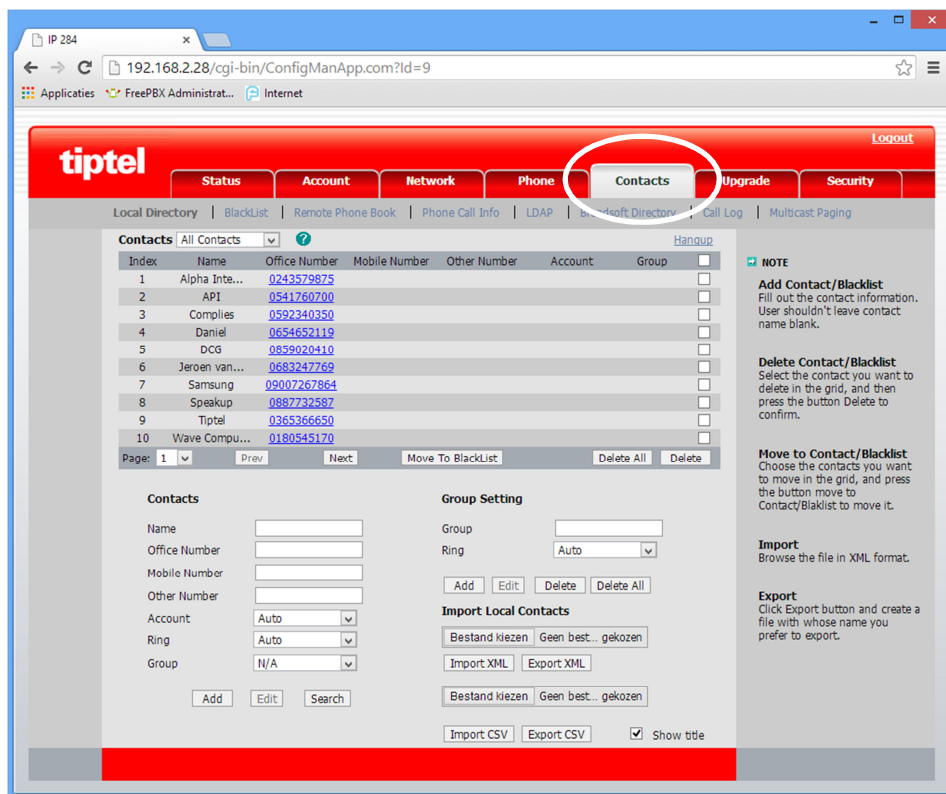 IP 284
192.168.2.28/cgi-bin/ConfigManApp.com?Id=9
Applicaties FreePBX Administrat... Internet
Logout
tiptel
Status Account Network Phone Contacts Upgrade Security
Local Directory | BlackList | Remote Phone Book | Phone Call Info | LDAP | Broadsoft Directory | Call Log | Multicast Paging
Contacts All Contacts ? Hangup
Index Name Office Number Mobile Number Other Number Account Group
1 Alpha Inte... 0243579875
2 API 0541760700
3 Complies 0592340350
4 Daniel 0654652119
5 DCG 0859020410
6 Jeroen van... 0683247769
7 Samsung 09007267864
8 Speakup 0887732587
9 Tiptel 0365366650
10 Wave Compu... 0180545170
Page: 1 Prev Next Move To BlackList Delete All Delete
Contacts
Name
Office Number
Mobile Number
Other Number
Account Auto
Ring Auto
Group N/A
Add Edit Search
Group Setting
Group
Ring Auto
Add Edit Delete Delete All
Import Local Contacts
Bestand kiezen Geen best... gekozen
Import XML Export XML
Bestand kiezen Geen best... gekozen
Import CSV Export CSV Show title
NOTE
Add Contact/Blacklist
Fill out the contact information.
User shouldn't leave contact
name blank.
Delete Contact/Blacklist
Select the contact you want to
delete in the grid, and then
press the button Delete to
confirm.
Move to Contact/Blacklist
Choose the contacts you want
to move in the grid, and press
the button move to
Contact/Blaklist to move it.
Import
Browse the file in XML format.
Export
Click Export button and create a
file with whose name you
prefer to export.